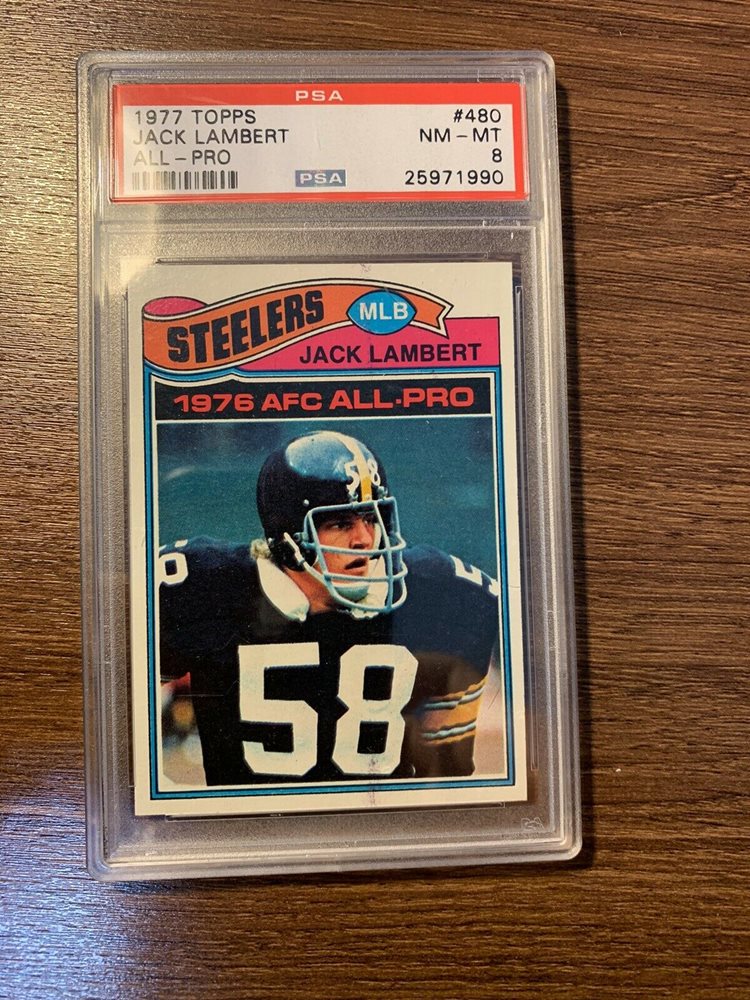 PSA
1977 TOPPS #480
JACK LAMBERT NM-MT
ALL-PRO 8
PSA 25971990
STEELERS MLB
JACK LAMBERT
1976 AFC ALL-PRO
58
58
58